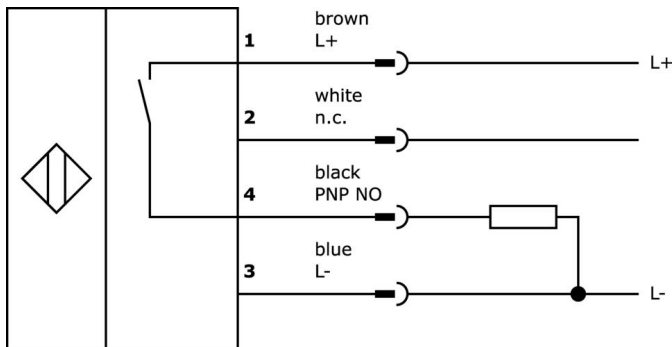 brown
1 L+
L+
white
2 n.c.
black
4 PNP NO
blue
3 L-
L-